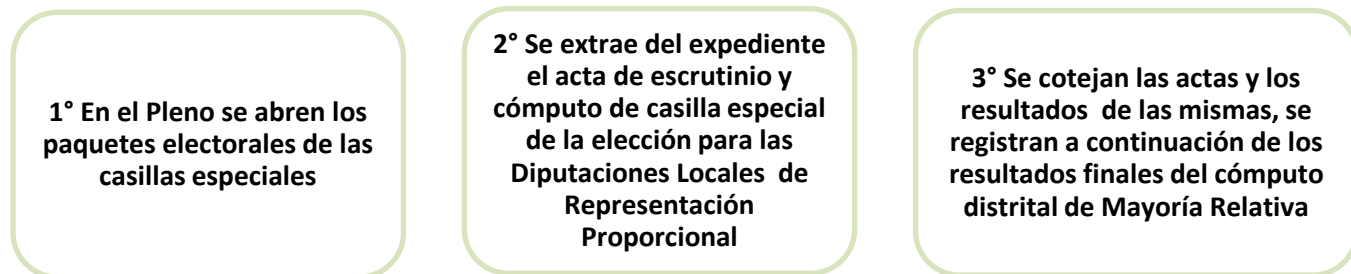 1° En el Pleno se abren los
paquetes electorales de las
casillas especiales
2° Se extrae del expediente
el acta de escrutinio y
cómputo de casilla especial
de la elección para las
Diputaciones Locales de
Representación
Proporcional
3° Se cotejan las actas y los
resultados de las mismas, se
registran a continuación de los
resultados finales del cómputo
distrital de Mayoría Relativa